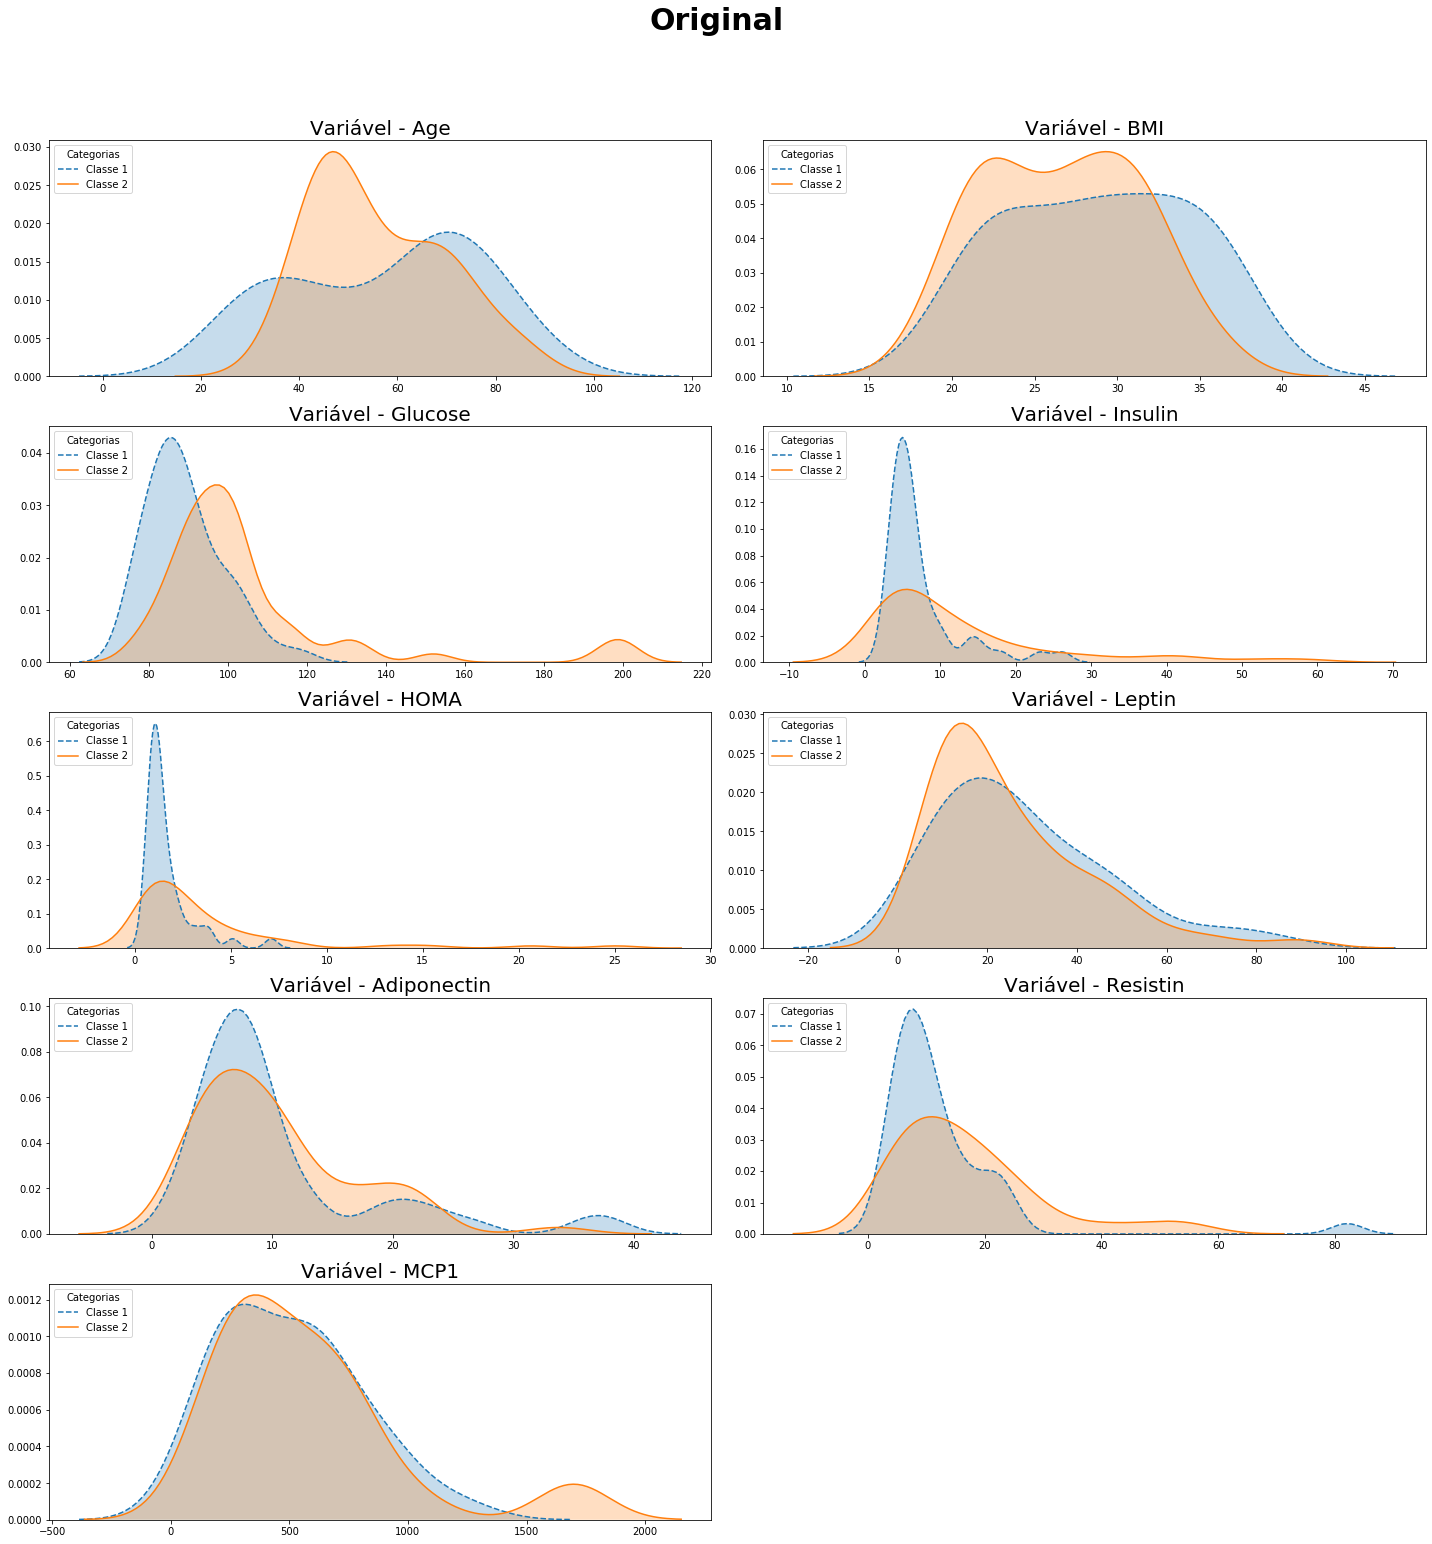 Original
Variável - Age
Categorias
Classe 1
Classe 2
0.030
0.025
0.020
0.015
0.010
0.005
0.000
0 20 40 60 80 100 120
Variável - BMI
Categorias
Classe 1
Classe 2
0.06
0.05
0.04
0.03
0.02
0.01
0.00
10 15 20 25 30 35 40 45
Variável - Glucose
Categorias
Classe 1
Classe 2
0.04
0.03
0.02
0.01
0.00
60 80 100 120 140 160 180 200 220
Variável - Insulin
Categorias
Classe 1
Classe 2
0.16
0.14
0.12
0.10
0.08
0.06
0.04
0.02
0.00
−10 0 10 20 30 40 50 60 70
Variável - HOMA
Categorias
Classe 1
Classe 2
0.6
0.5
0.4
0.3
0.2
0.1
0.0
0 5 10 15 20 25 30
Variável - Leptin
Categorias
Classe 1
Classe 2
0.030
0.025
0.020
0.015
0.010
0.005
0.000
−20 0 20 40 60 80 100
Variável - Adiponectin
Categorias
Classe 1
Classe 2
0.10
0.08
0.06
0.04
0.02
0.00
0 10 20 30 40
Variável - Resistin
Categorias
Classe 1
Classe 2
0.07
0.06
0.05
0.04
0.03
0.02
0.01
0.00
0 20 40 60 80
Variável - MCP1
Categorias
Classe 1
Classe 2
0.0012
0.0010
0.0008
0.0006
0.0004
0.0002
0.0000
−500 0 500 1000 1500 2000